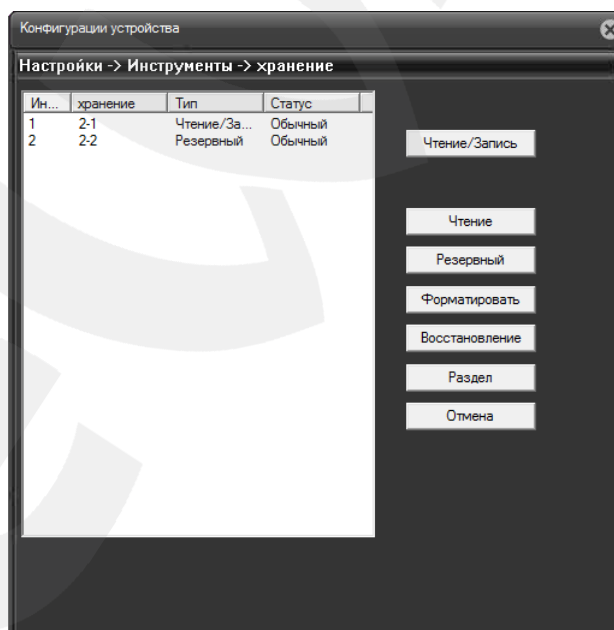 Конфигурации устройства
Настройки -> Инструменты -> хранение
Ин... хранение Тип Статус
1 2-1 Чтение/За... Обычный
2 2-2 Резервный Обычный
Чтение/Запись
Чтение
Резервный
Форматировать
Восстановление
Раздел
Отмена